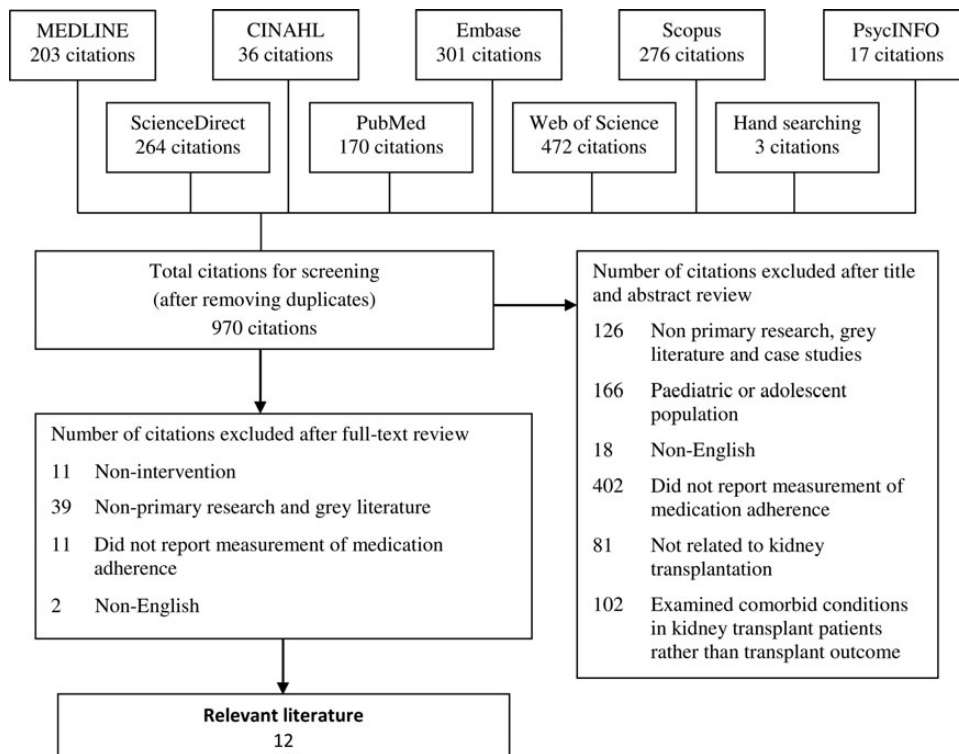 MEDLINE
203 citations
CINAHL
36 citations
Embase
301 citations
Scopus
276 citations
PsycINFO
17 citations
ScienceDirect
264 citations
PubMed
170 citations
Web of Science
472 citations
Hand searching
3 citations
Total citations for screening
(after removing duplicates)
970 citations
Number of citations excluded after title
and abstract review
126 Non primary research, grey
literature and case studies
166 Paediatric or adolescent
population
18 Non-English
402 Did not report measurement of
medication adherence
81 Not related to kidney
transplantation
102 Examined comorbid conditions
in kidney transplant patients
rather than transplant outcome
Number of citations excluded after full-text review
11 Non-intervention
39 Non-primary research and grey literature
11 Did not report measurement of medication
adherence
2 Non-English
Relevant literature
12